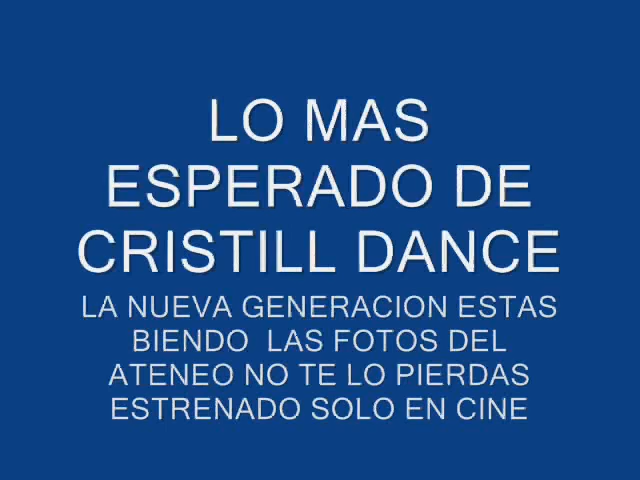 LO MAS
ESPERADO DE
CRISTILL DANCE
LA NUEVA GENERACION ESTAS
BIENDO  LAS FOTOS DEL
ATENEO NO TE LO PIERDAS
ESTRENADO SOLO EN CINE